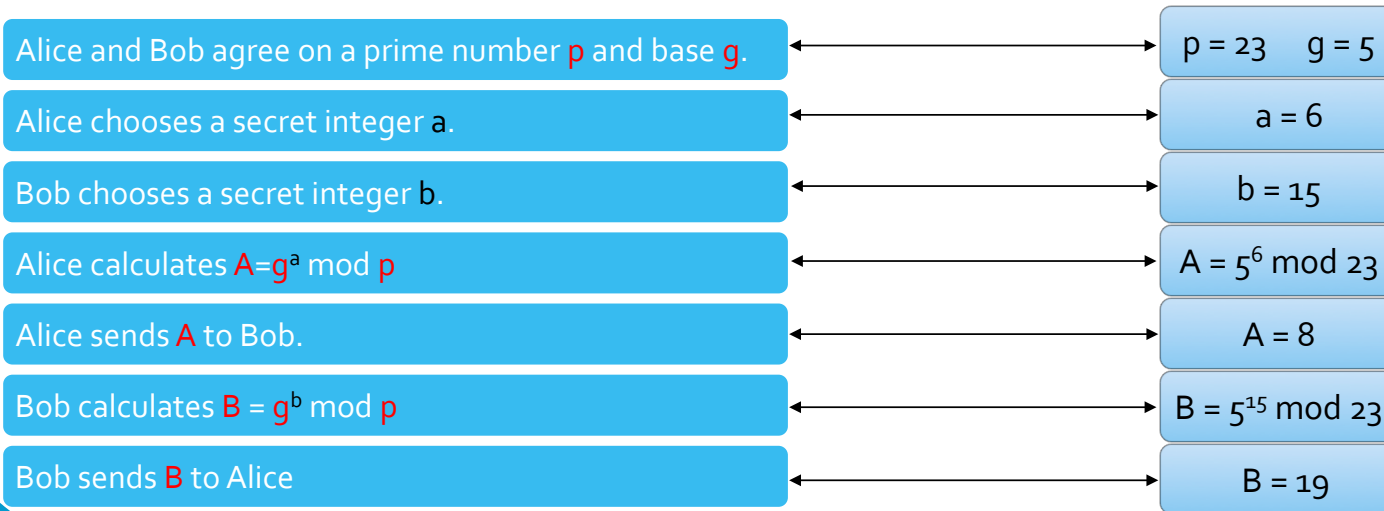 Alice and Bob agree on a prime number p and base g.
p = 23 g = 5
Alice chooses a secret integer a.
a = 6
Bob chooses a secret integer b.
b = 15
Alice calculates A=gᵃ mod p
A = 5⁶ mod 23
Alice sends A to Bob.
A = 8
Bob calculates B = gᵇ mod p
B = 5¹⁵ mod 23
Bob sends B to Alice
B = 19